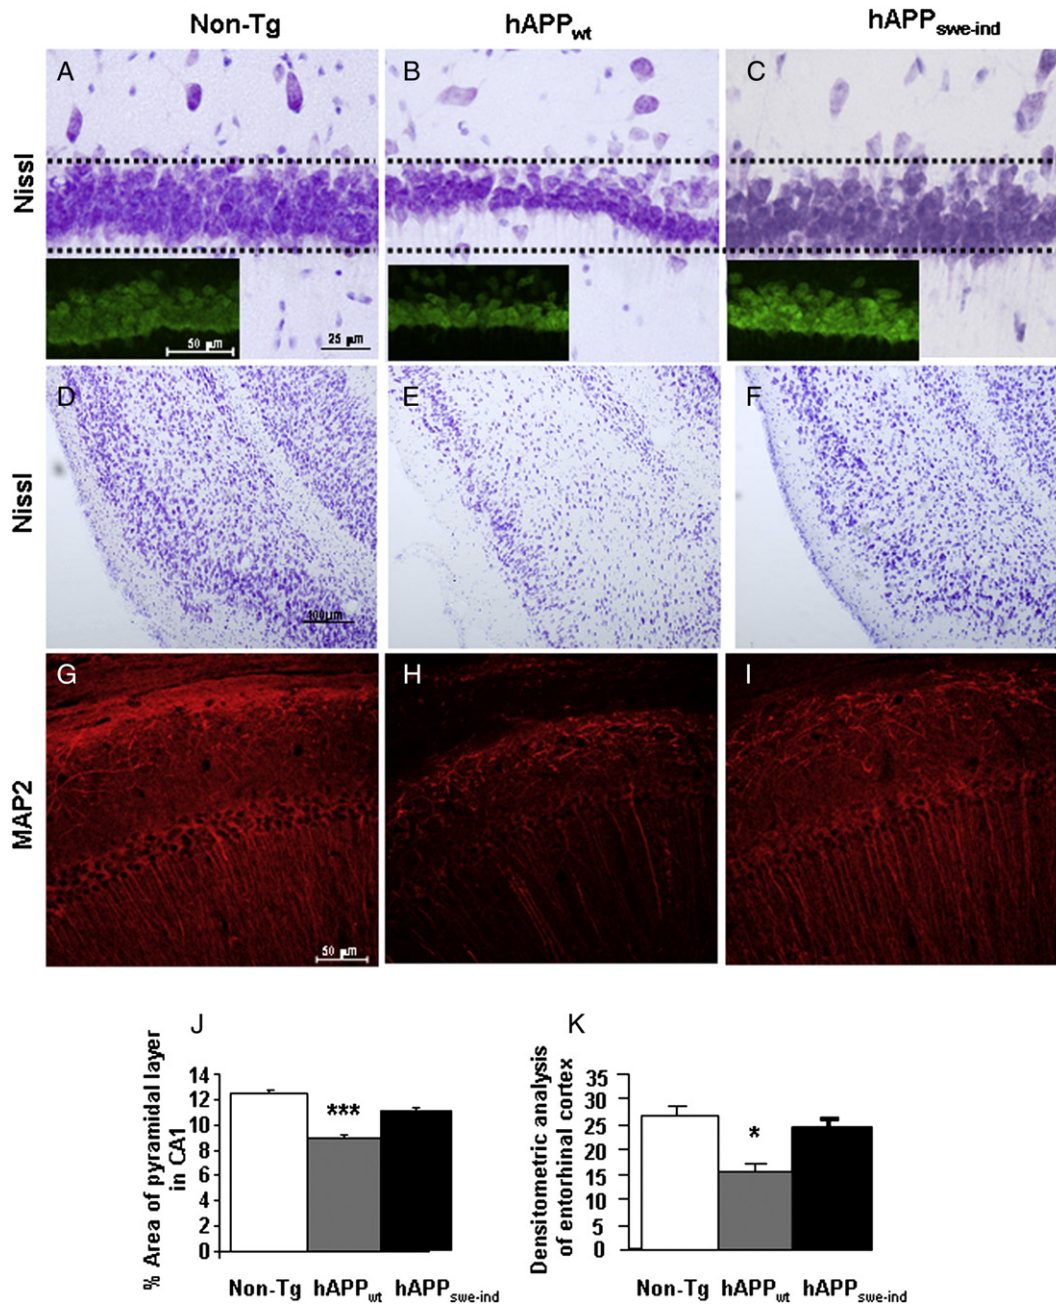 Non-Tg hAPPwt hAPPswe-ind
Nissl
A B C
50 µm 25 µm
Nissl
D E F
100µm
MAP2
G H I
50 µm
J
% Area of pyramidal layer
in CA1
14
12
10
8
6
4
2
0
***
Non-Tg hAPPwt hAPPswe-ind
K
Densitometric analysis
of entorhinal cortex
35
30
25
20
15
10
5
0
*
Non-Tg hAPPwt hAPPswe-ind